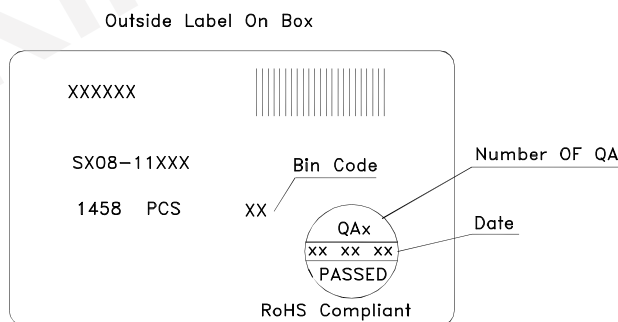 Outside Label On Box
XXXXXX
SX08-11XXX
Bin Code
Number OF QA
1458 PCS
XX
QAx
Date
xx xx xx
PASSED
RoHS Compliant